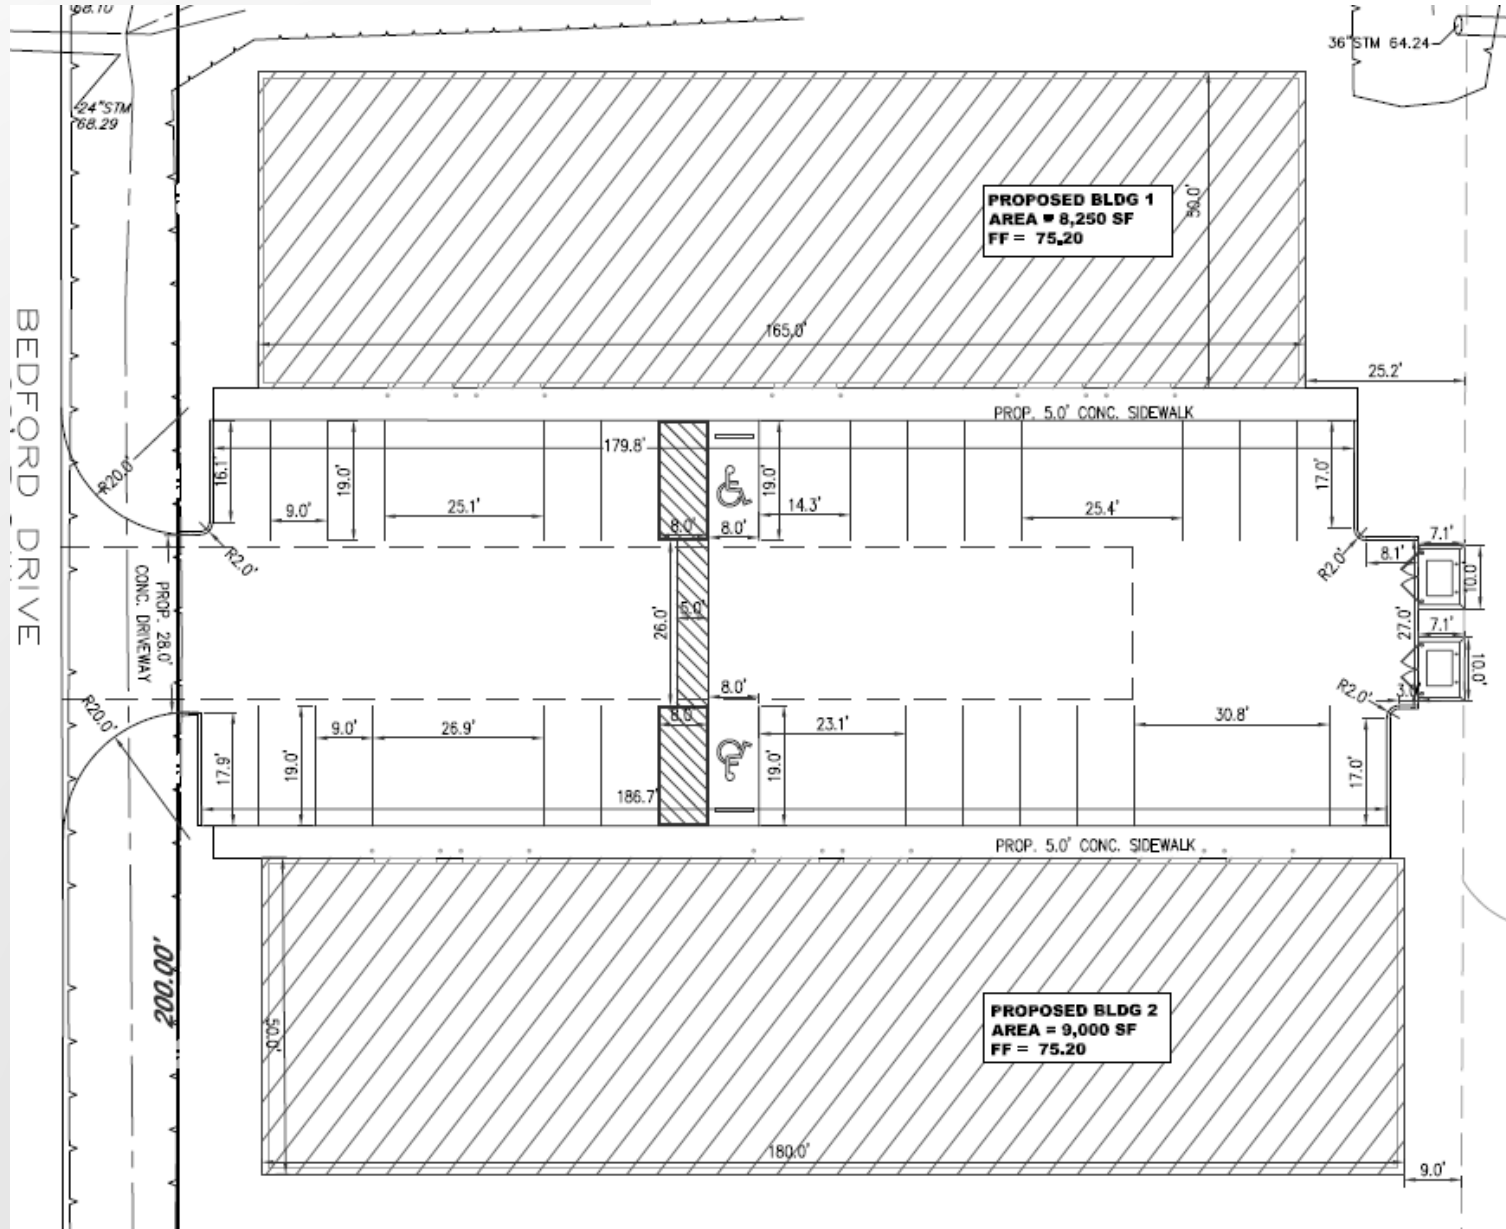 68.10
36"STM 64.24
24"STM
68.29
PROPOSED BLDG 1
AREA = 8,250 SF
FF = 75.20
50.0'
165.0'
25.2'
PROP. 5.0' CONC. SIDEWALK
BEDFORD DRIVE
R20.0'
16.1'
9.0'
19.0'
25.1'
179.8'
8.0'
8.0'
19.0'
14.3'
25.4'
17.0'
R2.0'
R2.0'
7.1'
8.1'
10.0'
PROP. 28.0'
CONC. DRIVEWAY
26.0'
5.0'
27.0'
7.1'
10.0'
R20.0'
8.0'
R2.0'
17.9'
19.0'
9.0'
26.9'
8.0'
19.0'
23.1'
30.8'
17.0'
186.7'
PROP. 5.0' CONC. SIDEWALK
200.00'
50.0'
PROPOSED BLDG 2
AREA = 9,000 SF
FF = 75.20
180.0'
9.0'